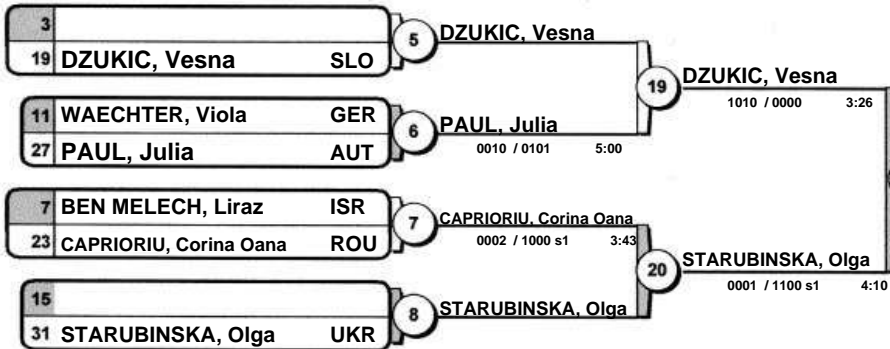 3
19 DZUKIC, Vesna SLO
5
DZUKIC, Vesna
11 WAECHTER, Viola GER
27 PAUL, Julia AUT
6
PAUL, Julia
0010 / 0101 5:00
19
DZUKIC, Vesna
1010 / 0000 3:26
7 BEN MELECH, Liraz ISR
23 CAPRIORIU, Corina Oana ROU
7
CAPRIORIU, Corina Oana
0002 / 1000 s1 3:43
15
31 STARUBINSKA, Olga UKR
8
STARUBINSKA, Olga
20
STARUBINSKA, Olga
0001 / 1100 s1 4:10